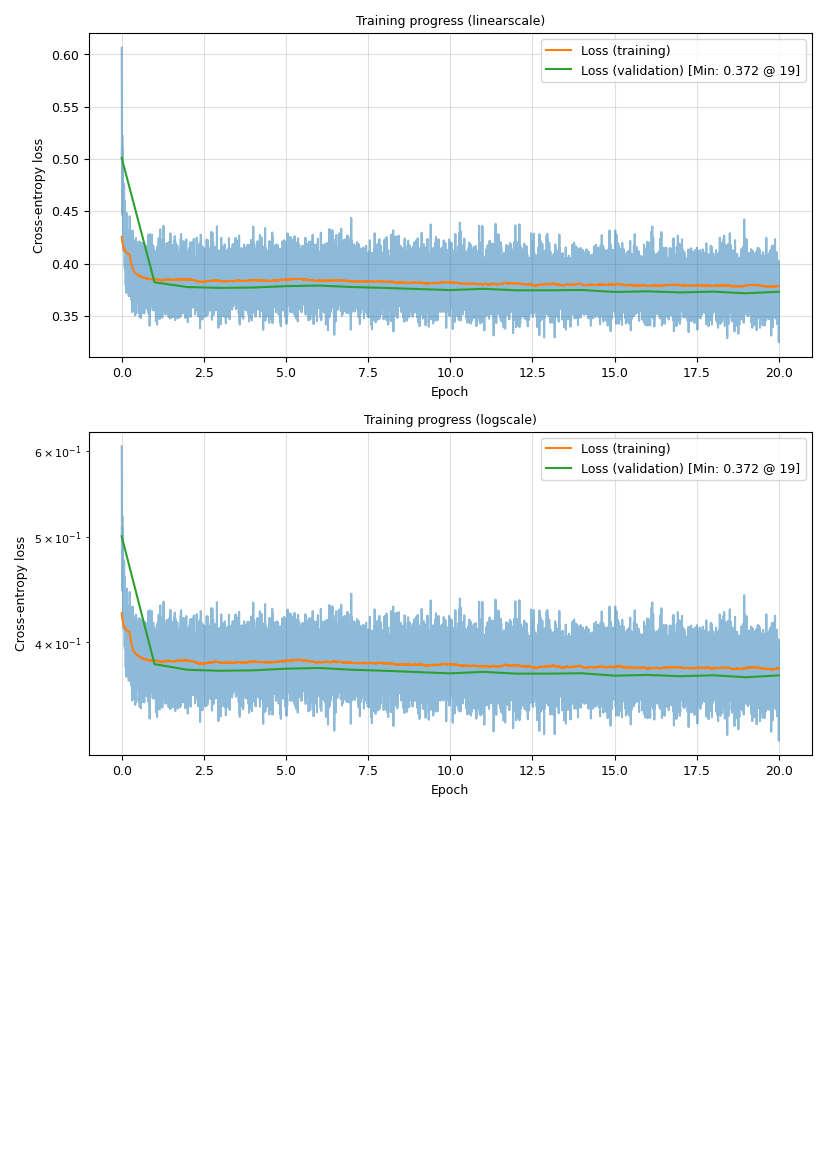 Training progress (linearscale)
Cross-entropy loss
0.60
0.55
0.50
0.45
0.40
0.35
Loss (training)
Loss (validation) [Min: 0.372 @ 19]
0.0 2.5 5.0 7.5 10.0 12.5 15.0 17.5 20.0
Epoch
Training progress (logscale)
Cross-entropy loss
6 × 10⁻¹
5 × 10⁻¹
4 × 10⁻¹
Loss (training)
Loss (validation) [Min: 0.372 @ 19]
0.0 2.5 5.0 7.5 10.0 12.5 15.0 17.5 20.0
Epoch